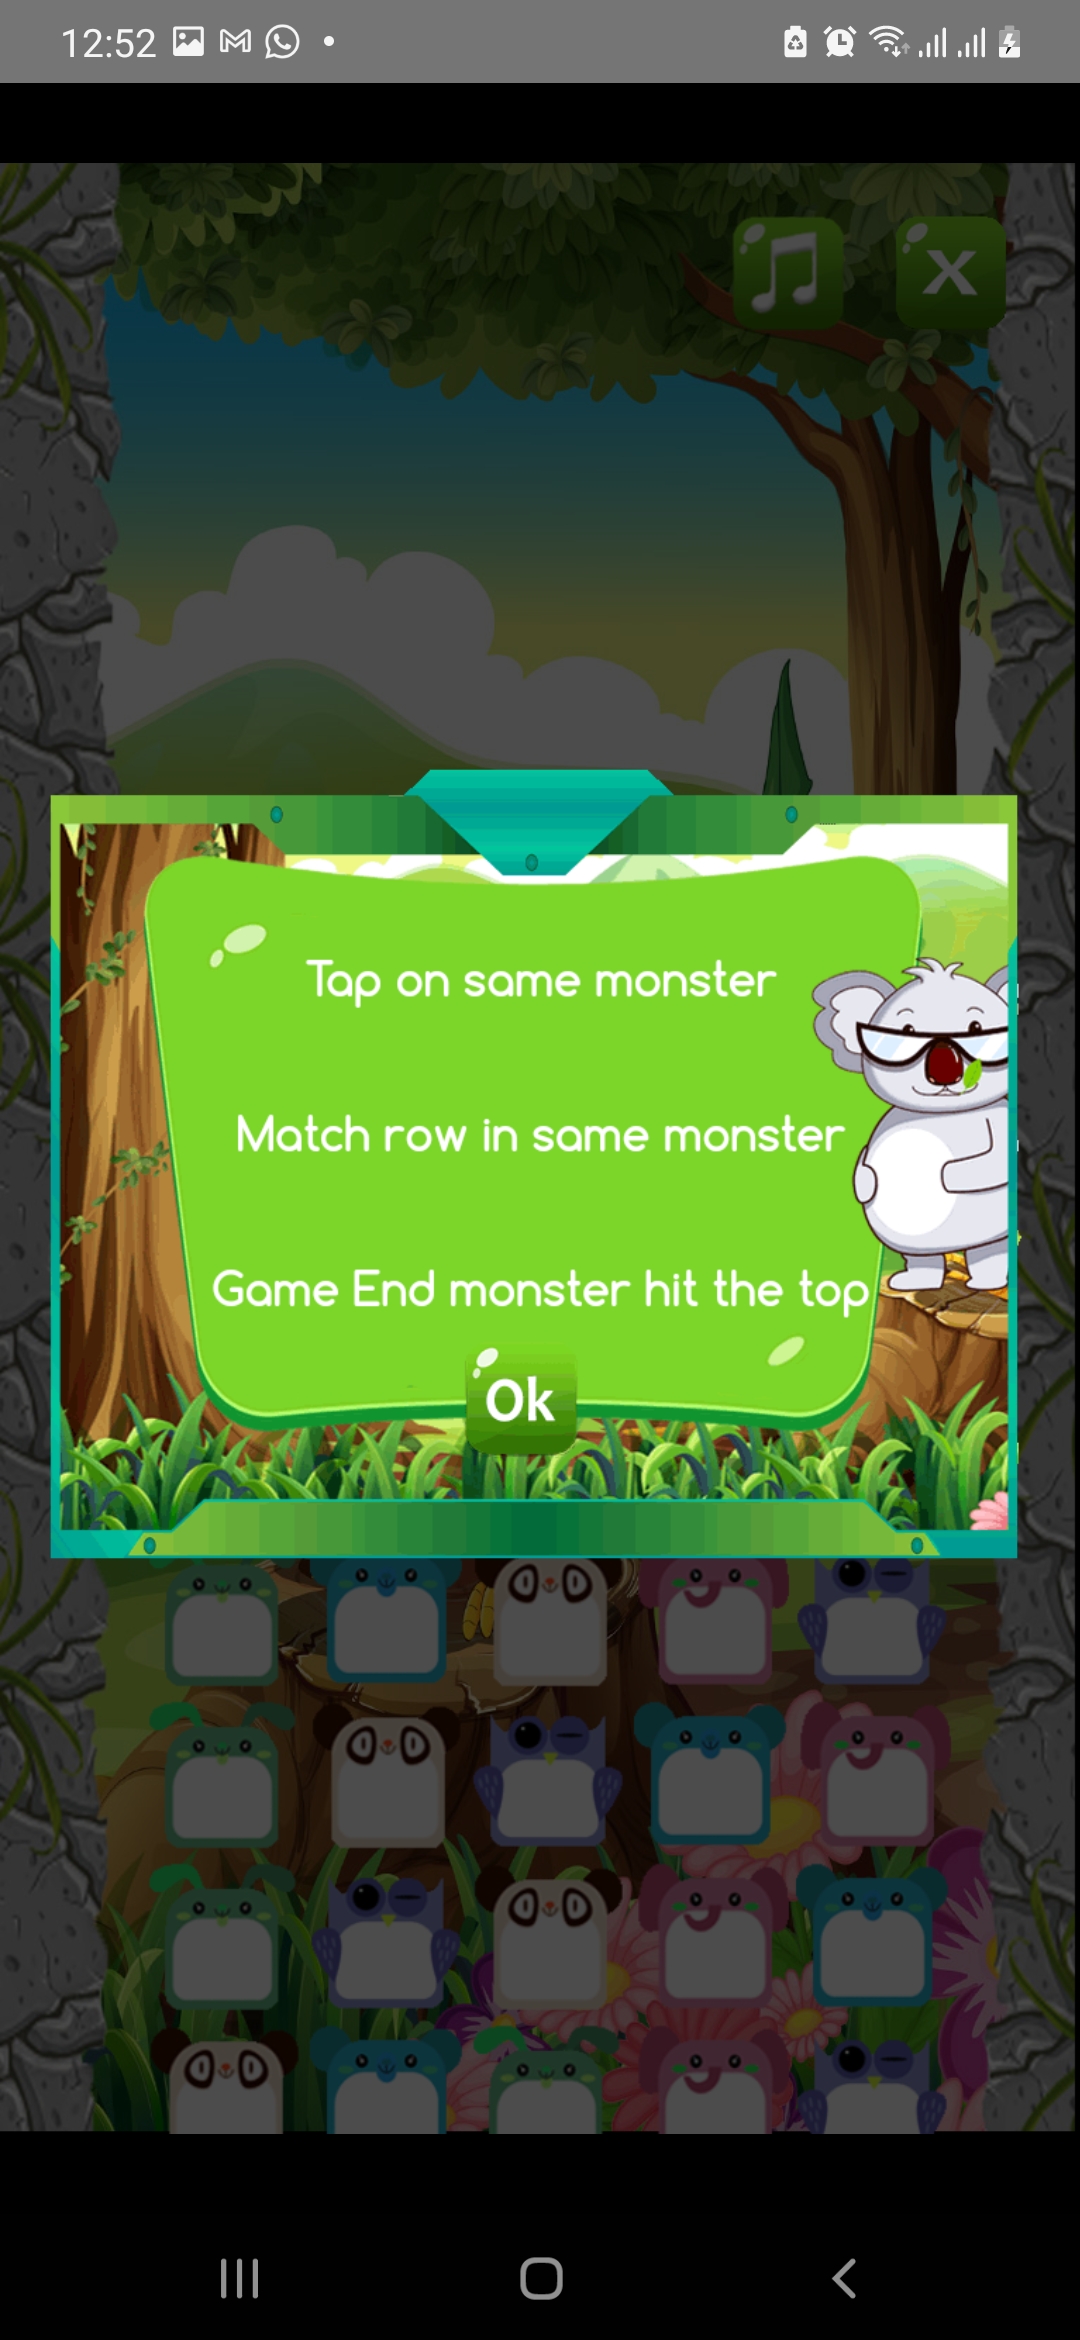 12:52
X
Tap on same monster
Match row in same monster
Game End monster hit the top
Ok